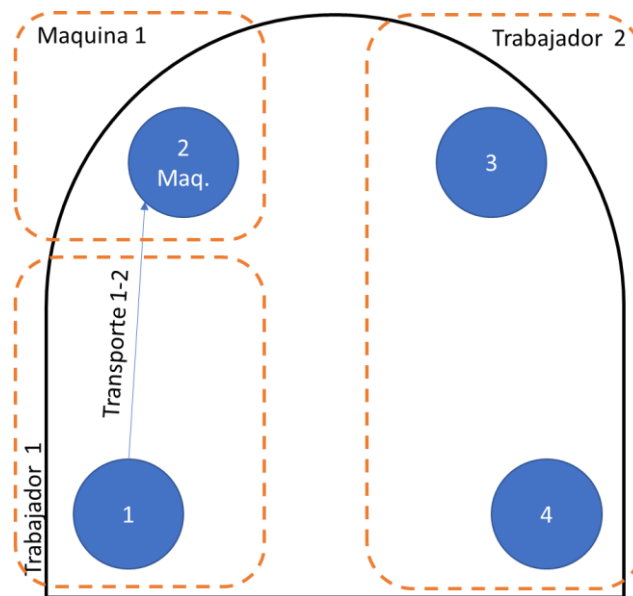 Maquina 1
Trabajador 2
2
Maq.
3
Transporte 1-2
Trabajador 1
1
4